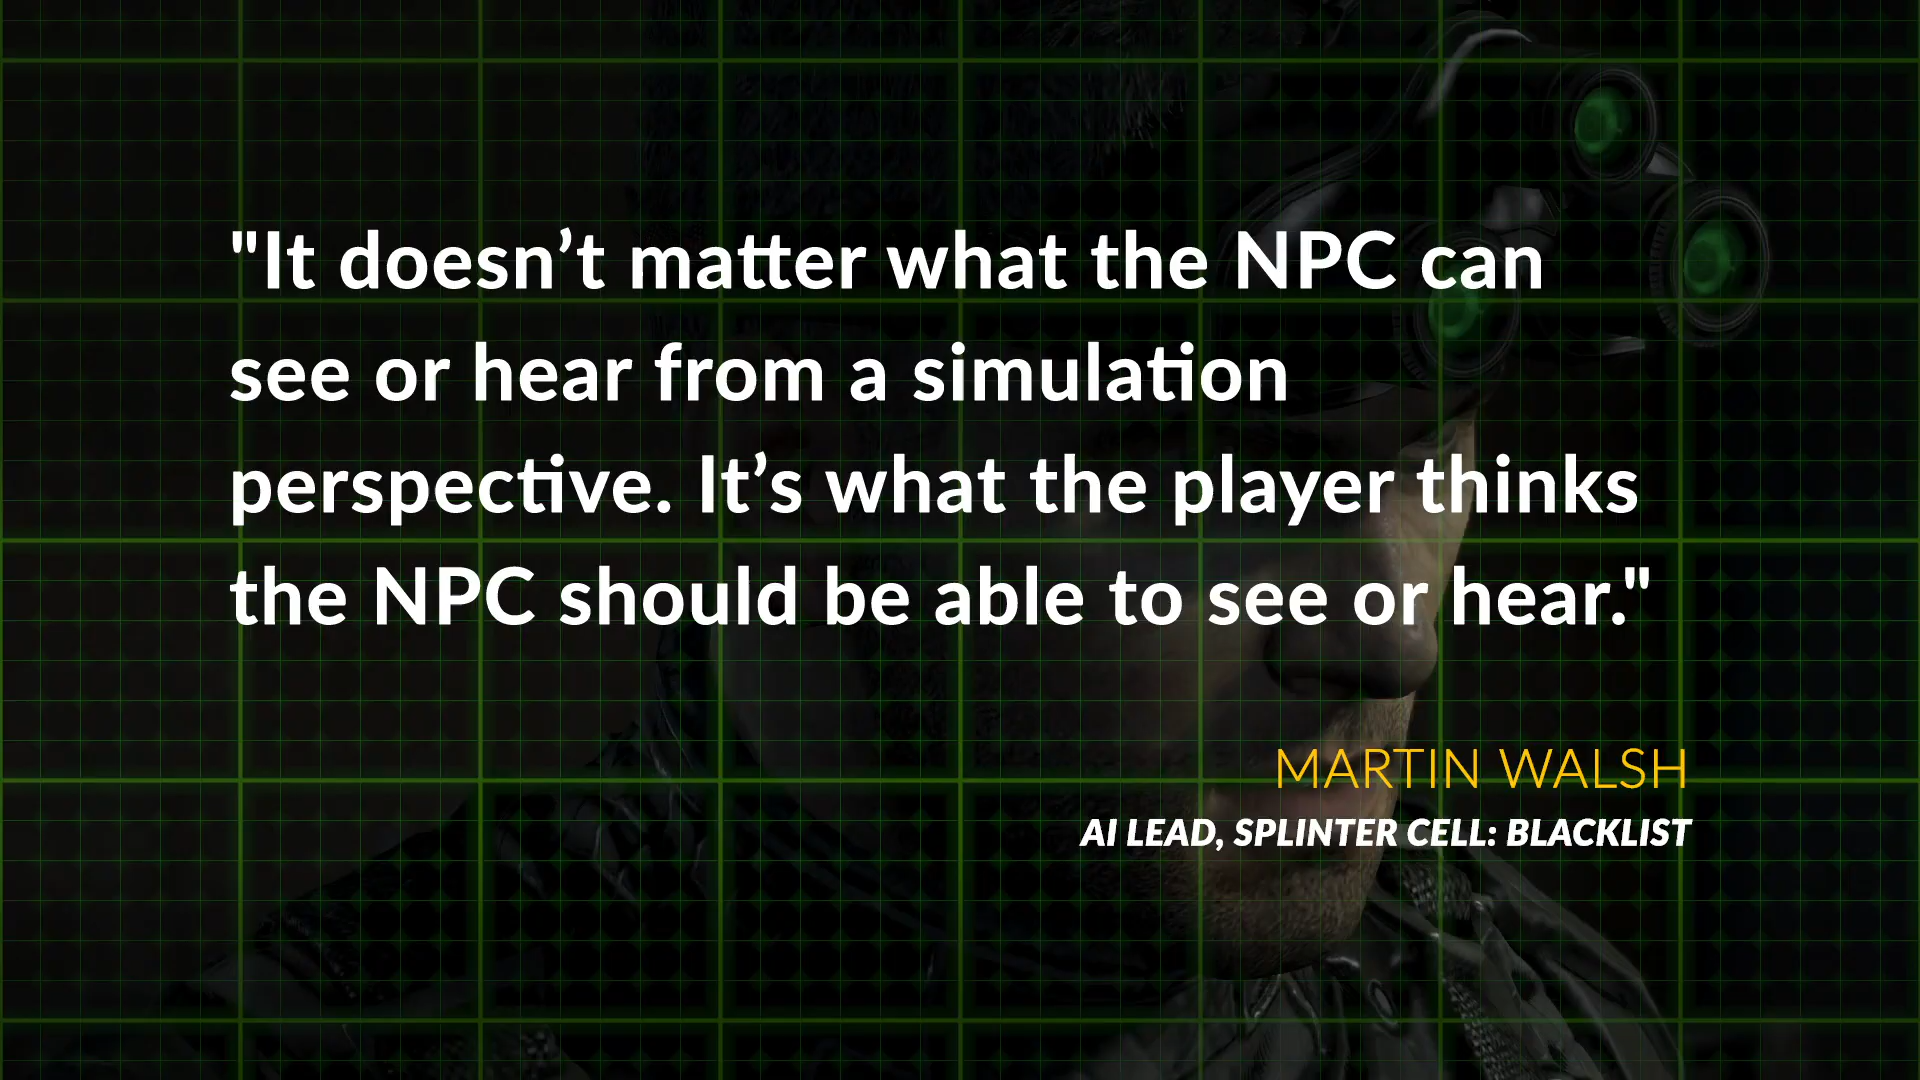 "It doesn’t matter what the NPC can
see or hear from a simulation
perspective. It’s what the player thinks
the NPC should be able to see or hear."
MARTIN WALSH
AI LEAD, SPLINTER CELL: BLACKLIST